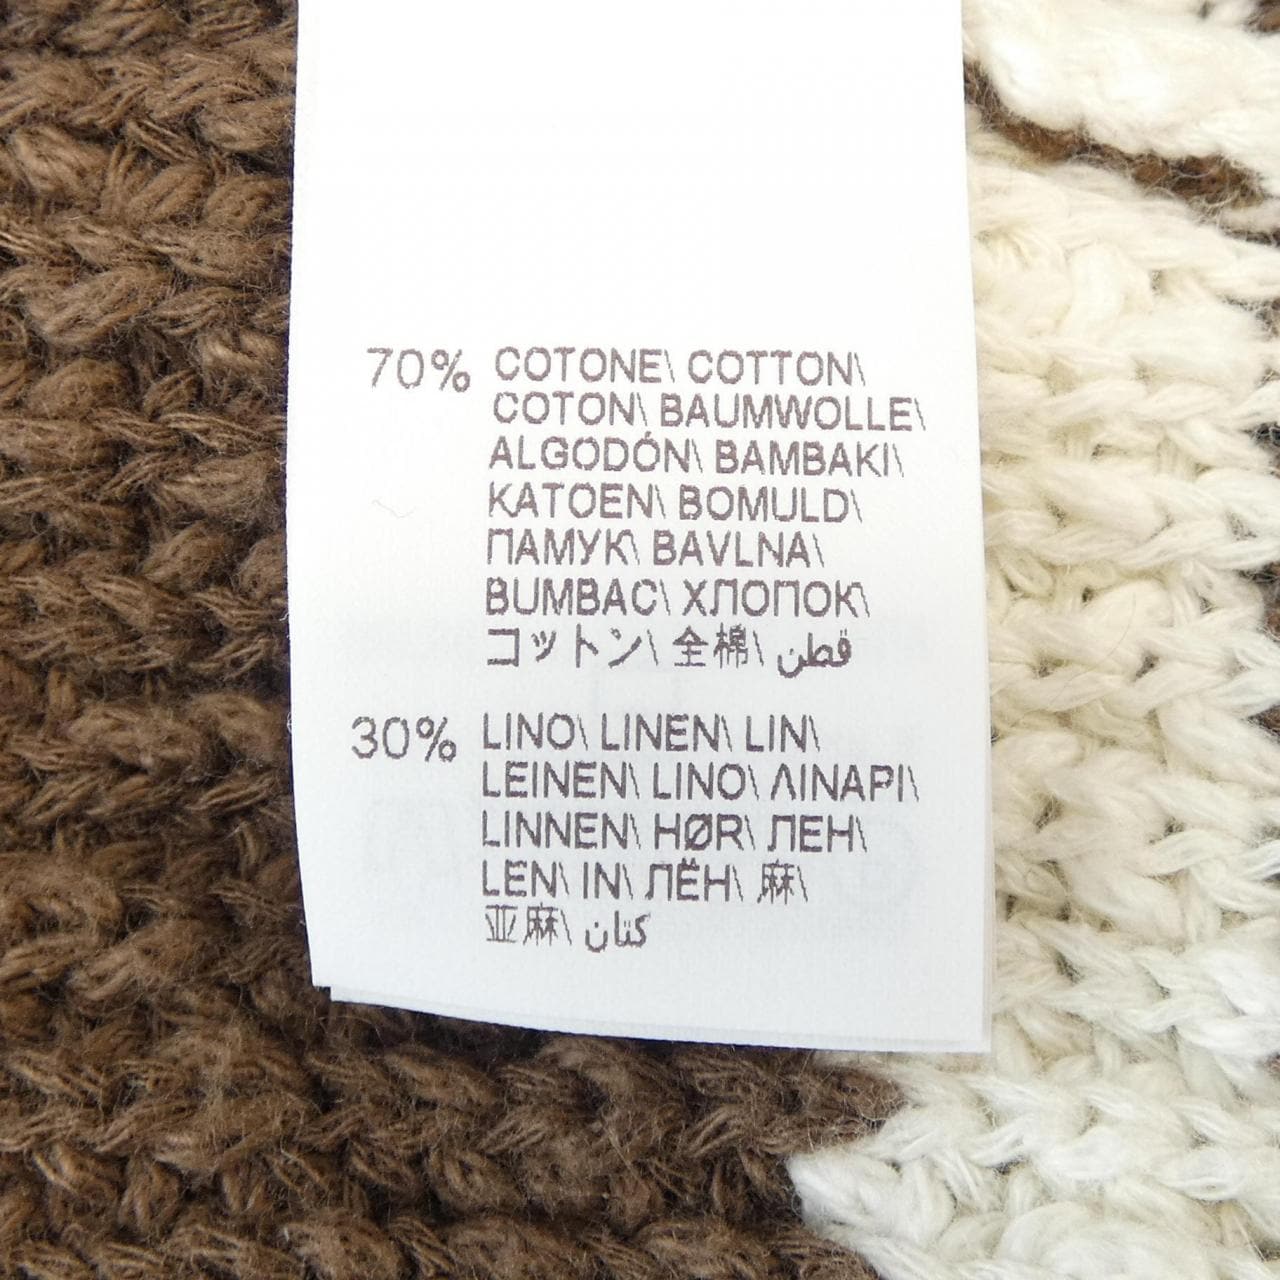 70% COTONE\ COTTON\
COTON\ BAUMWOLLE\
ALGODÓN\ BAMBAKI\
KATOEN\ BOMULD\
ПАМУК\ BAVLNA\
BUMBAC\ ХЛОПОК\
コットン\ 全棉\ قطن
30% LINO\ LINEN\ LIN\
LEINEN\ LINO\ ΛΙΝΑΡΙ\
LINNEN\ HØR\ ЛЕН\
LEN\ IN\ ЛЁН\ 麻\
亚麻\ كتان